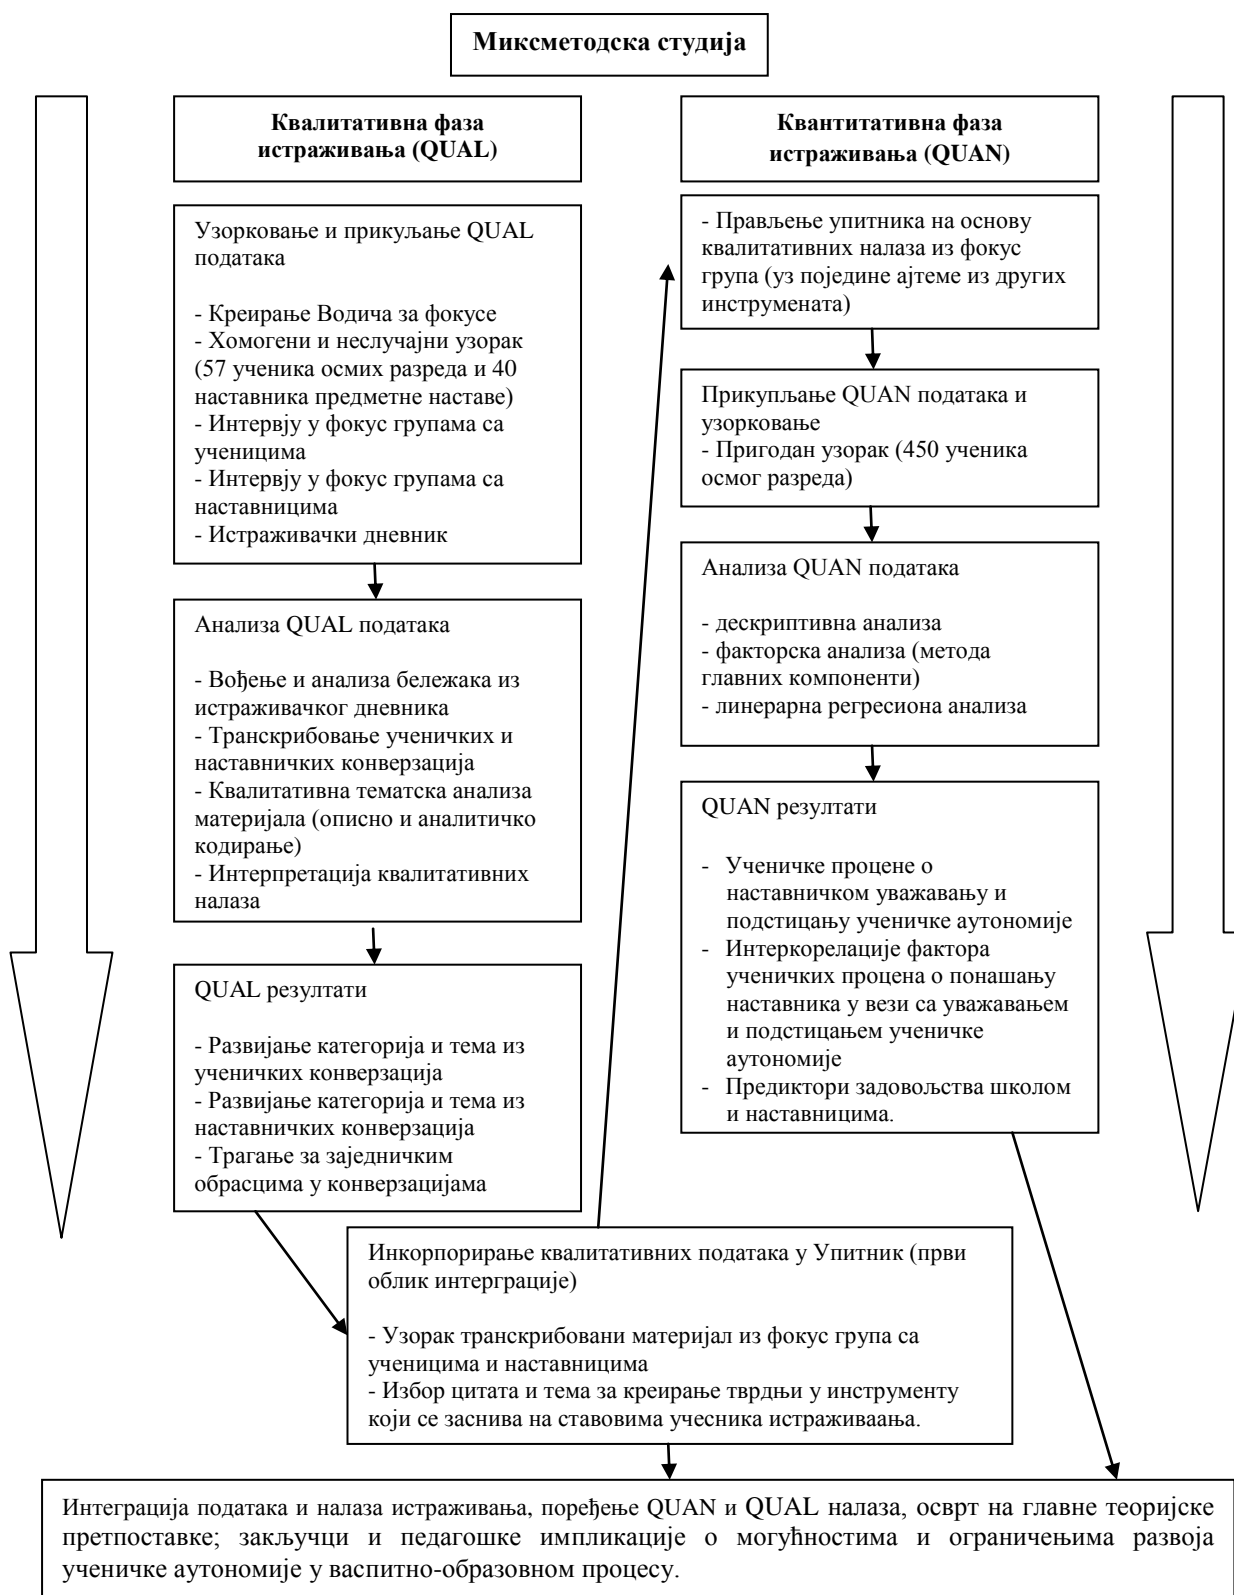 Миксметодска студија
Квалитативна фаза
истраживања (QUAL)
Узорковање и прикуљање QUAL
података
- Креирање Водича за фокусе
- Хомогени и неслучајни узорак
(57 ученика осмих разреда и 40
наставника предметне наставе)
- Интервју у фокус групама са
ученицима
- Интервју у фокус групама са
наставницима
- Истраживачки дневник
Анализа QUAL података
- Вођење и анализа бележака из
истраживачког дневника
- Транскрибовање ученичких и
наставничких конверзација
- Квалитативна тематска анализа
материјала (описно и аналитичко
кодирање)
- Интерпретација квалитативних
налаза
QUAL резултати
- Развијање категорија и тема из
ученичких конверзација
- Развијање категорија и тема из
наставничких конверзација
- Трагање за заједничким
обрасцима у конверзацијама
Квантитативна фаза
истраживања (QUAN)
- Прављење упитника на основу
квалитативних налаза из фокус
група (уз поједине ајтеме из других
инструмената)
Прикупљање QUAN података и
узорковање
- Пригодан узорак (450 ученика
осмог разреда)
Анализа QUAN података
- дескриптивна анализа
- факторска анализа (метода
главних компоненти)
- линерарна регресиона анализа
QUAN резултати
- Ученичке процене о
наставничком уважавању и
подстицању ученичке аутономије
- Интеркорелације фактора
ученичких процена о понашању
наставника у вези са уважавањем
и подстицањем ученичке
аутономије
- Предиктори задовољства школом
и наставницима.
Инкорпорирање квалитативних података у Упитник (први
облик интерграције)
- Узорак транскрибовани материјал из фокус група са
ученицима и наставницима
- Избор цитата и тема за креирање тврдњи у инструменту
који се заснива на ставовима учесника истраживаања.
Интеграција података и налаза истраживања, поређење QUAN и QUAL налаза, осврт на главне теоријске
претпоставке; закључци и педагошке импликације о могућностима и ограничењима развоја
ученичке аутономије у васпитно-образовном процесу.